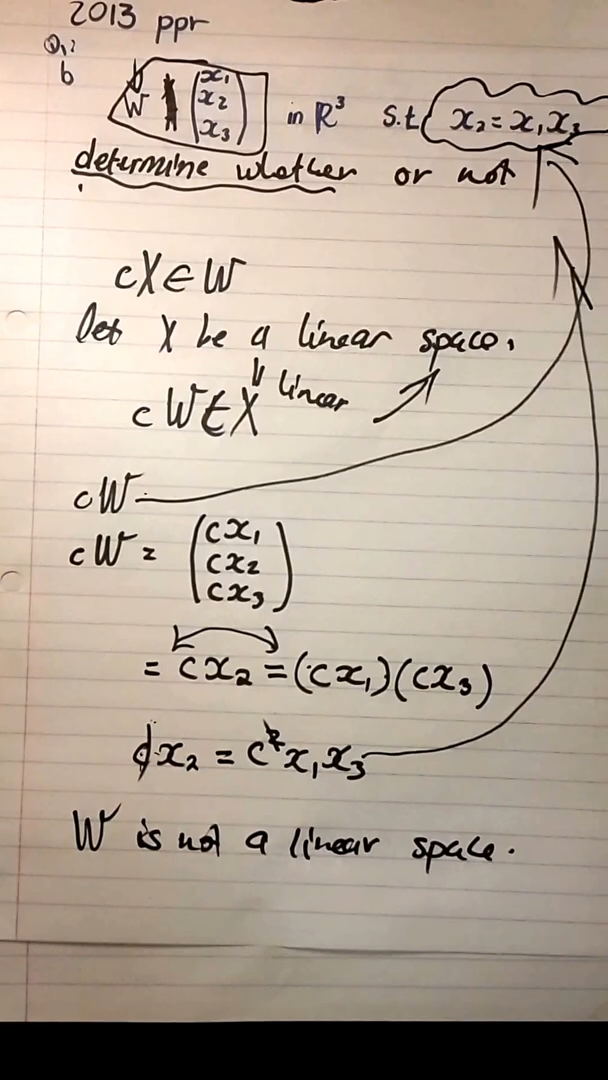 2013 ppr
Q.2
b W (x₁ x₂ x₃) in ℝ³ s.t x₂ = x₁x₃
determine whether or not
cX ∈ W
Let X be a linear space.
linear
cW ∈ X
cW
cW = (cx₁ cx₂ cx₃)
= cx₂ = (cx₁)(cx₃)
¢x₂ = c²x₁x₃
W is not a linear space.